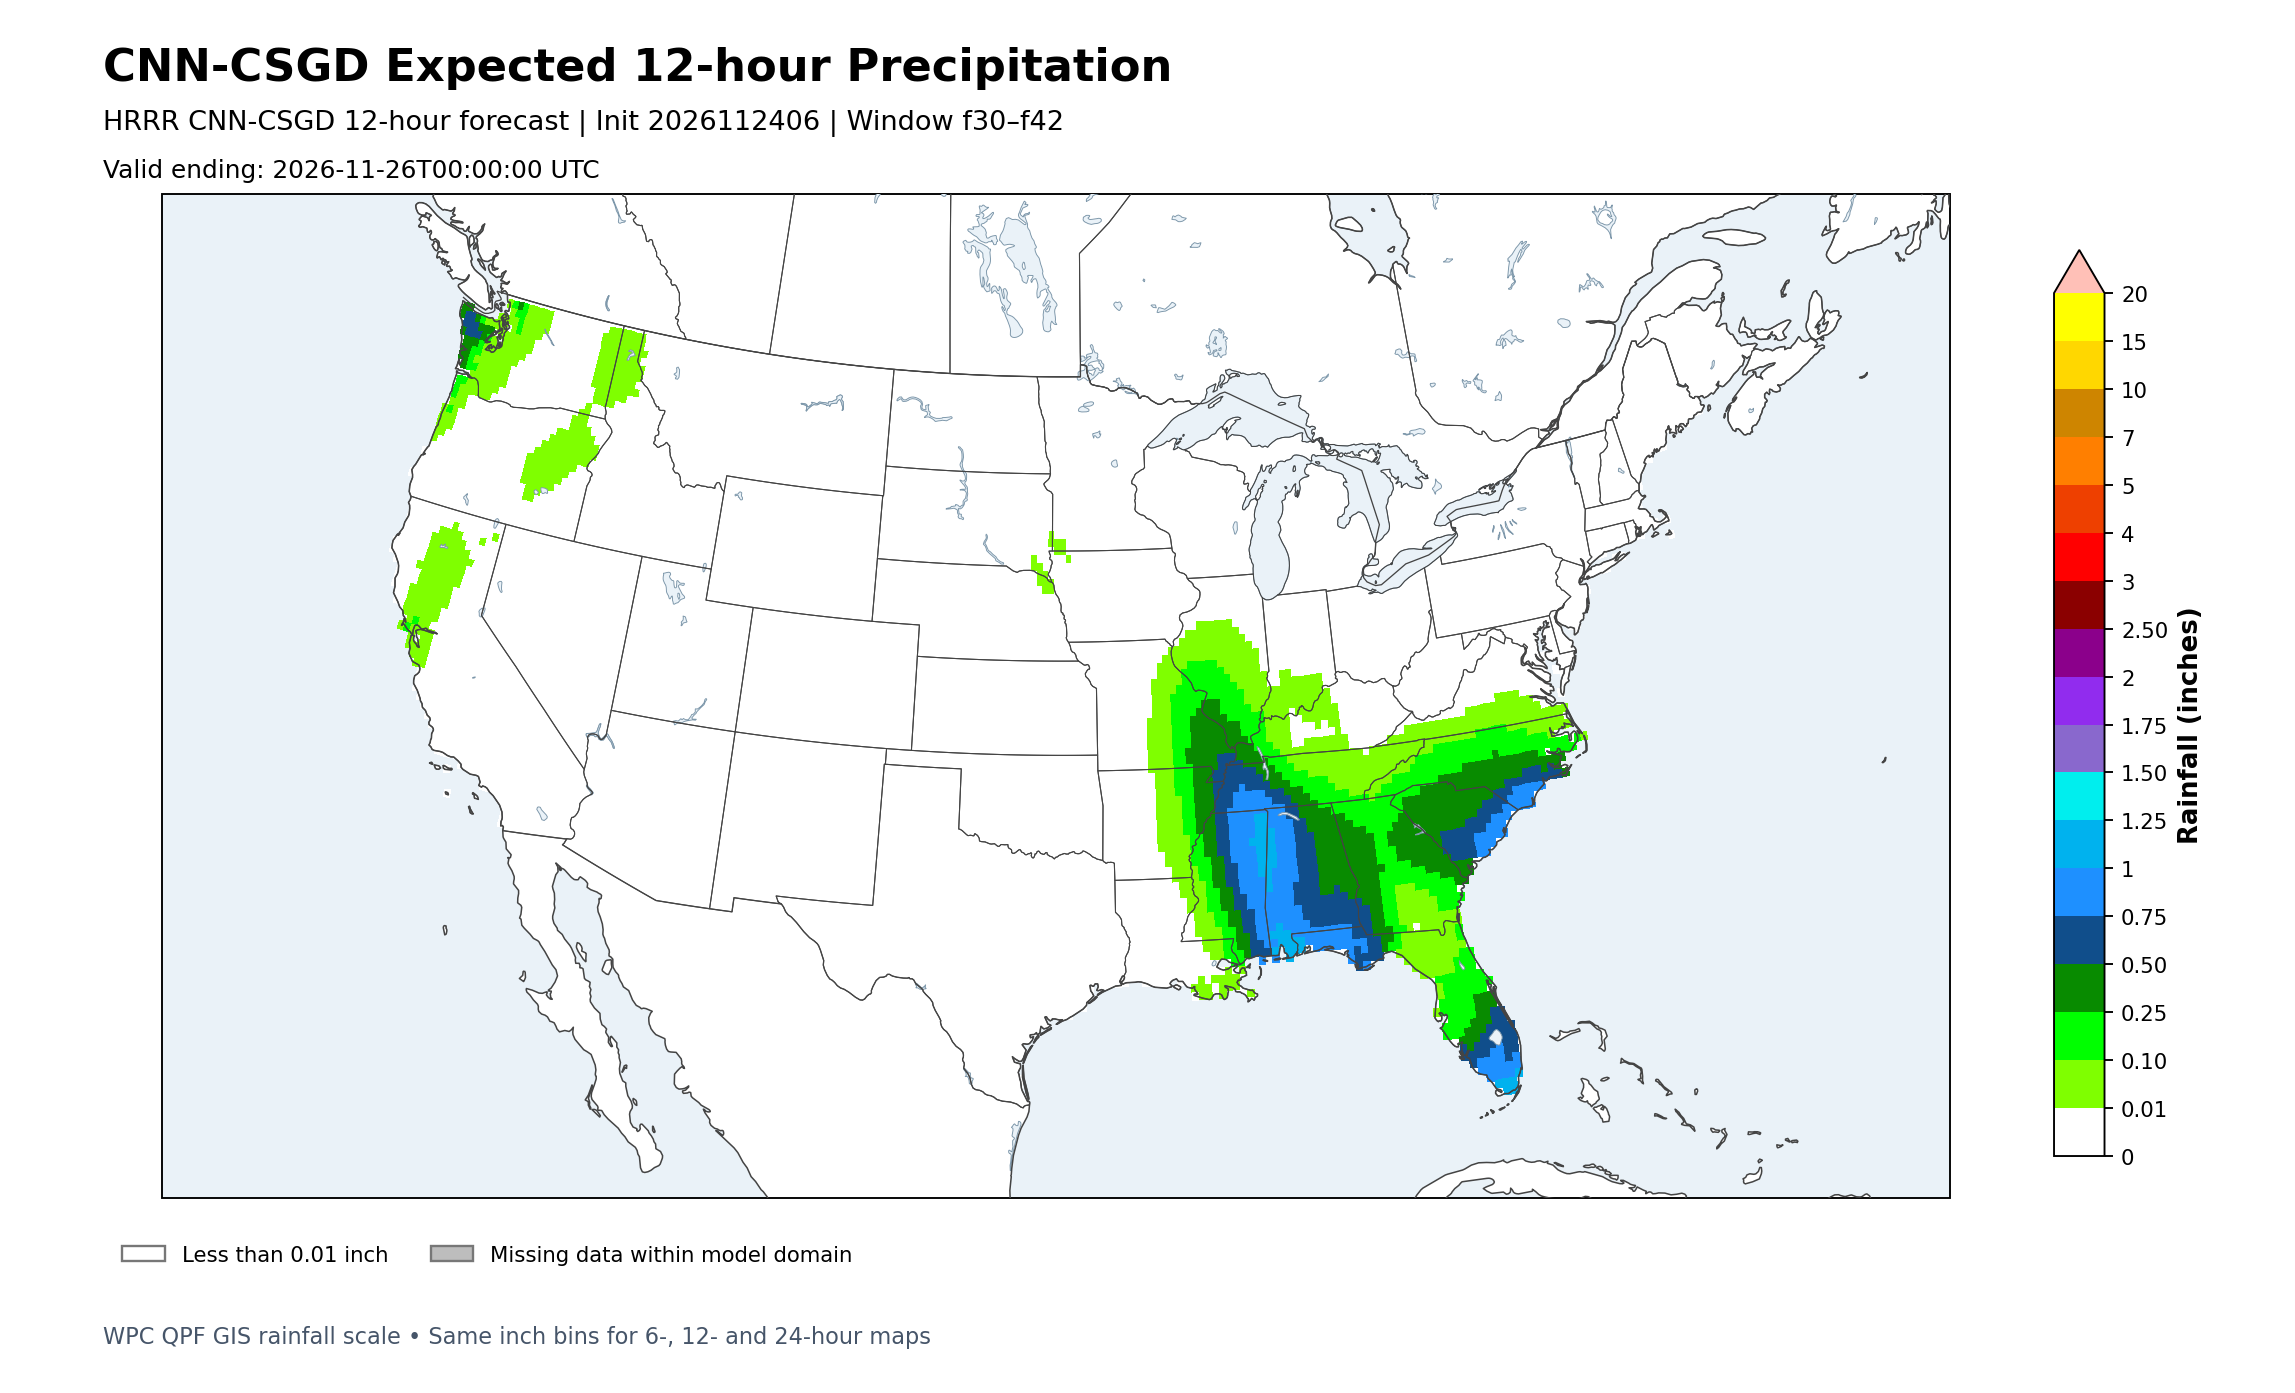 CNN-CSGD Expected 12-hour Precipitation
HRRR CNN-CSGD 12-hour forecast | Init 2026112406 | Window f30–f42
Valid ending: 2026-11-26T00:00:00 UTC
20
15
10
7
5
4
3
2.50
2
1.75
1.50
1.25
1
0.75
0.50
0.25
0.10
0.01
0
Rainfall (inches)
Less than 0.01 inch
Missing data within model domain
WPC QPF GIS rainfall scale • Same inch bins for 6-, 12- and 24-hour maps